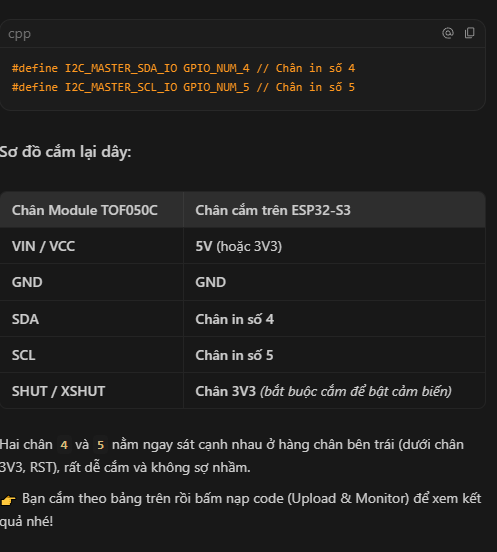 cpp
#define I2C_MASTER_SDA_IO GPIO_NUM_4 // Chân in số 4
#define I2C_MASTER_SCL_IO GPIO_NUM_5 // Chân in số 5
Sơ đồ cắm lại dây:
Chân Module TOF050C Chân cắm trên ESP32-S3
VIN / VCC 5V (hoặc 3V3)
GND GND
SDA Chân in số 4
SCL Chân in số 5
SHUT / XSHUT Chân 3V3 (bắt buộc cắm để bật cảm biến)
Hai chân 4 và 5 nằm ngay sát cạnh nhau ở hàng chân bên trái (dưới chân
3V3, RST), rất dễ cắm và không sợ nhầm.
👉 Bạn cắm theo bảng trên rồi bấm nạp code (Upload & Monitor) để xem kết
quả nhé!